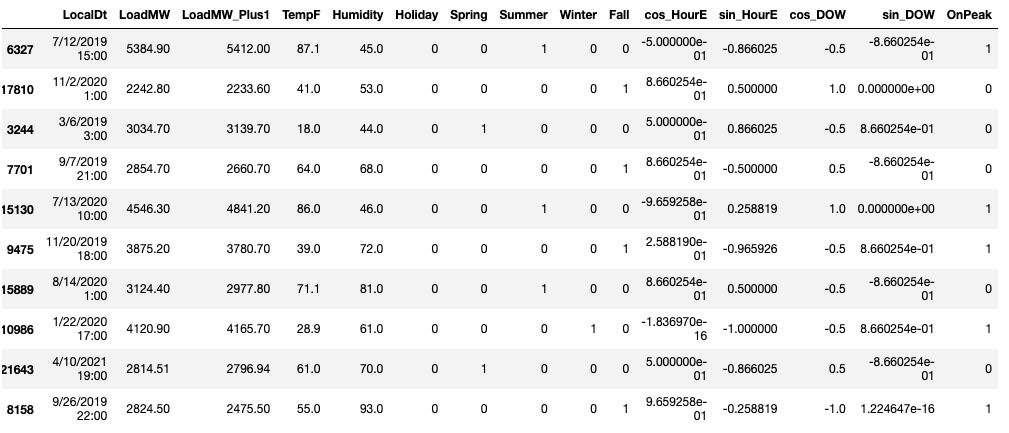 LocalDt LoadMW LoadMW_Plus1 TempF Humidity Holiday Spring Summer Winter Fall cos_HourE sin_HourE cos_DOW sin_DOW OnPeak
6327 7/12/2019 15:00 5384.90 5412.00 87.1 45.0 0 0 1 0 0 -5.000000e-01 -0.866025 -0.5 -8.660254e-01 1
17810 11/2/2020 1:00 2242.80 2233.60 41.0 53.0 0 0 0 0 1 8.660254e-01 0.500000 1.0 0.000000e+00 0
3244 3/6/2019 3:00 3034.70 3139.70 18.0 44.0 0 1 0 0 0 5.000000e-01 0.866025 -0.5 8.660254e-01 0
7701 9/7/2019 21:00 2854.70 2660.70 64.0 68.0 0 0 0 0 1 8.660254e-01 -0.500000 0.5 -8.660254e-01 0
15130 7/13/2020 10:00 4546.30 4841.20 86.0 46.0 0 0 1 0 0 -9.659258e-01 0.258819 1.0 0.000000e+00 1
9475 11/20/2019 18:00 3875.20 3780.70 39.0 72.0 0 0 0 0 1 2.588190e-01 -0.965926 -0.5 8.660254e-01 1
15889 8/14/2020 1:00 3124.40 2977.80 71.1 81.0 0 0 1 0 0 8.660254e-01 0.500000 -0.5 -8.660254e-01 0
10986 1/22/2020 17:00 4120.90 4165.70 28.9 61.0 0 0 0 1 0 -1.836970e-16 -1.000000 -0.5 8.660254e-01 1
21643 4/10/2021 19:00 2814.51 2796.94 61.0 70.0 0 1 0 0 0 5.000000e-01 -0.866025 0.5 -8.660254e-01 0
8158 9/26/2019 22:00 2824.50 2475.50 55.0 93.0 0 0 0 0 1 9.659258e-01 -0.258819 -1.0 1.224647e-16 1